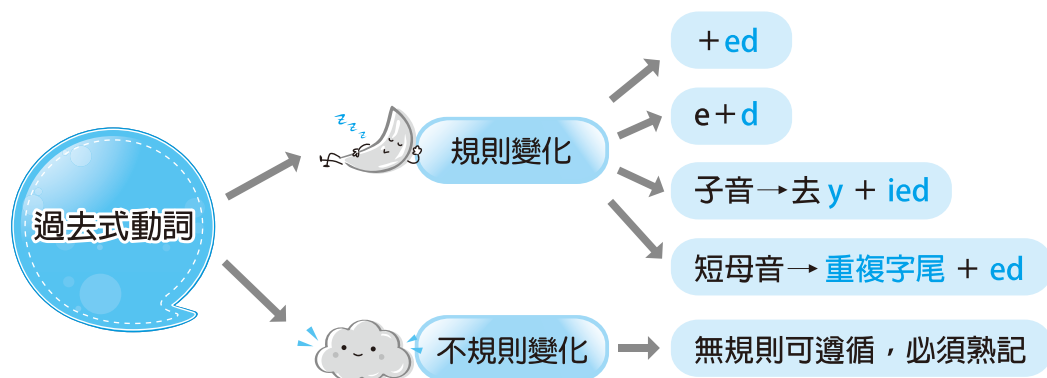 過去式動詞
zzzz
規則變化
+ed
e+d
子音→去 y + ied
短母音→重複字尾 + ed
不規則變化
無規則可遵循，必須熟記